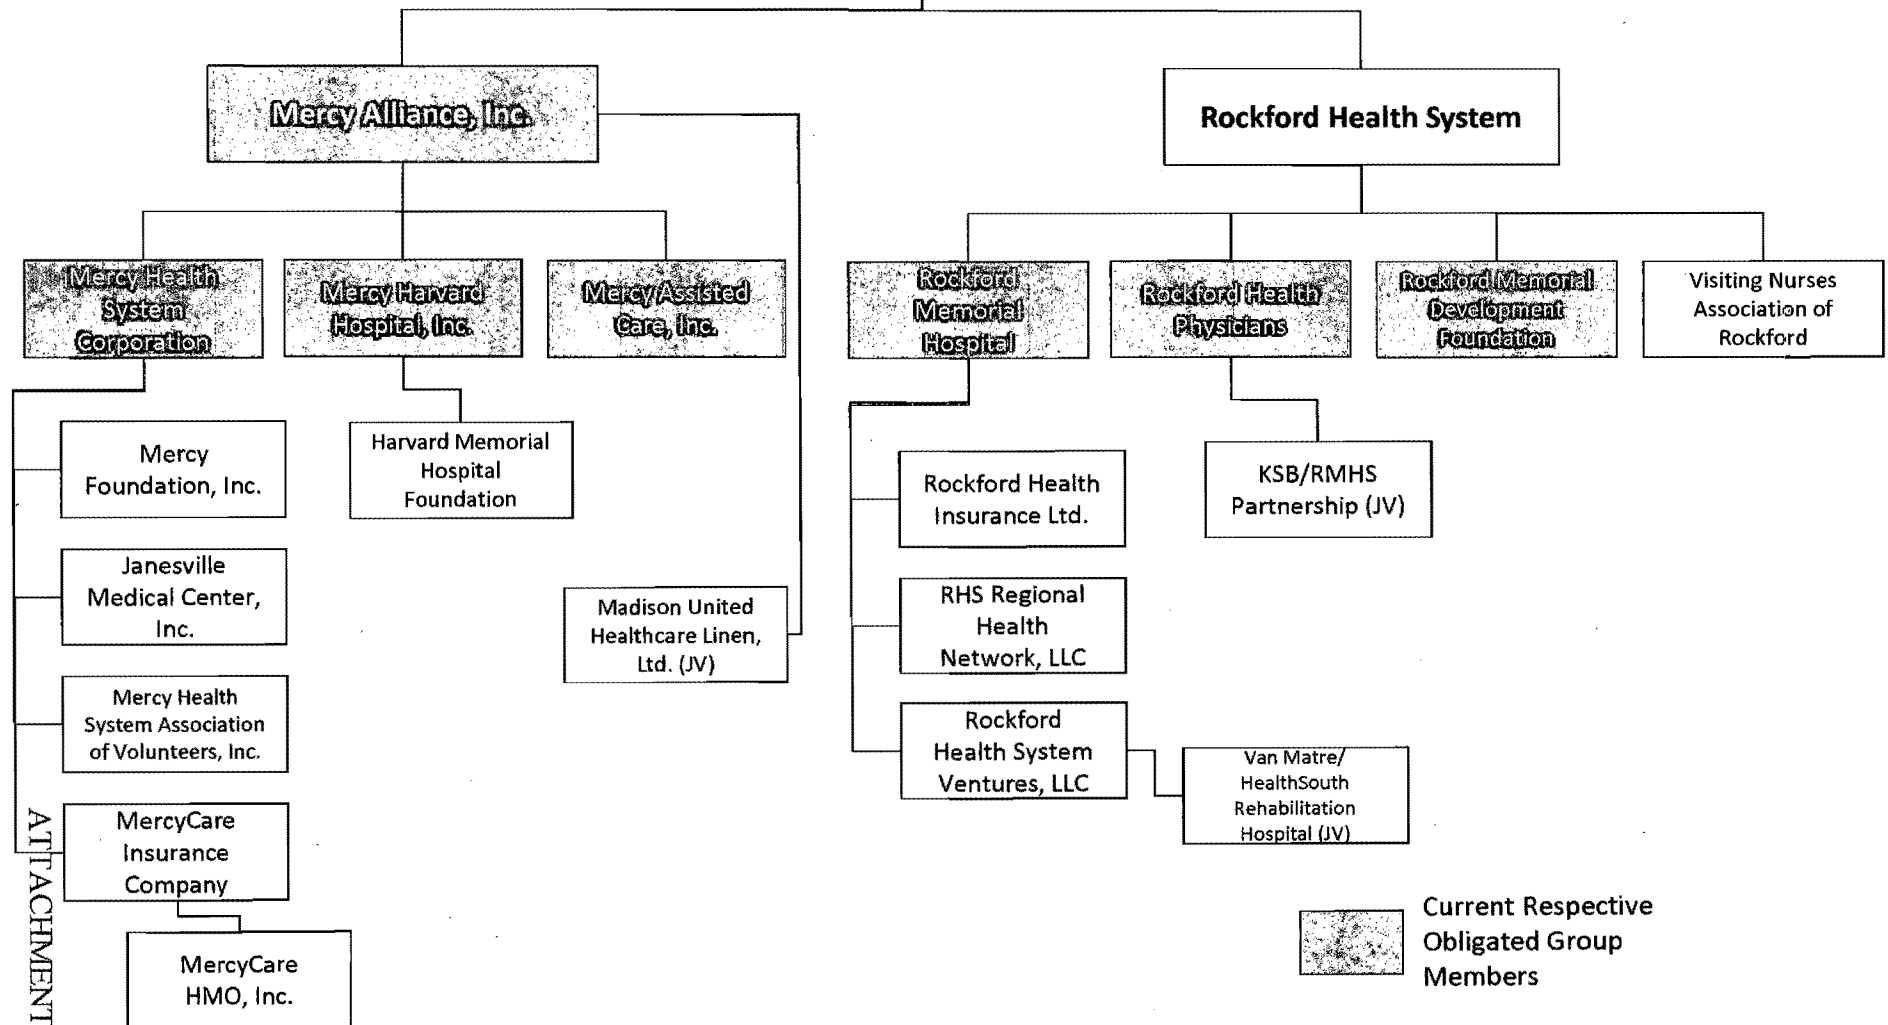 Mercy Alliance, Inc.
Rockford Health System
Mercy Health
System
Corporation
Mercy Harvard
Hospital, Inc.
Mercy Assisted
Care, Inc.
Rockford
Memorial
Hospital
Rockford Health
Physicians
Rockford Memorial
Development
Foundation
Visiting Nurses
Association of
Rockford
Mercy
Foundation, Inc.
Harvard Memorial
Hospital
Foundation
Rockford Health
Insurance Ltd.
KSB/RMHS
Partnership (JV)
Janesville
Medical Center,
Inc.
Madison United
Healthcare Linen,
Ltd. (JV)
RHS Regional
Health
Network, LLC
Mercy Health
System Association
of Volunteers, Inc.
Rockford
Health System
Ventures, LLC
Van Matre/
HealthSouth
Rehabilitation
Hospital (JV)
MercyCare
Insurance
Company
MercyCare
HMO, Inc.
ATTACHMENT
Current Respective
Obligated Group
Members